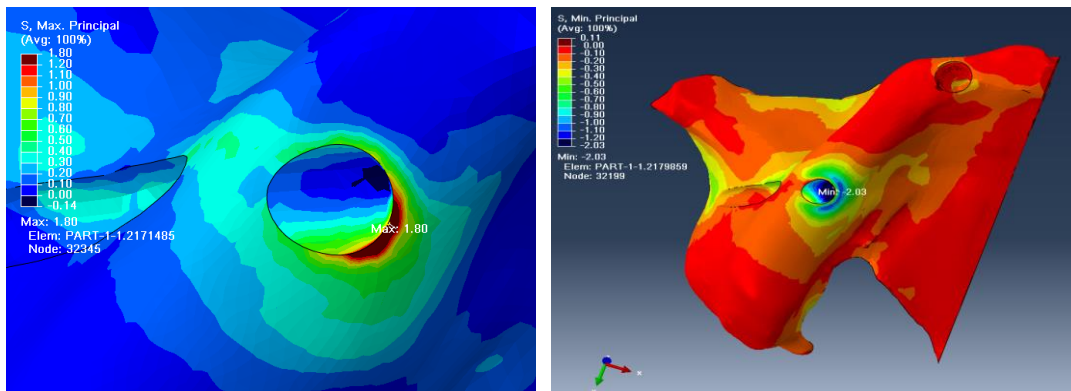 S, Max. Principal
(Avg: 100%)
1.80
1.20
1.10
1.00
0.90
0.80
0.70
0.60
0.50
0.40
0.30
0.20
0.10
0.00
-0.14
Max: 1.80
Elem: PART-1-1.2171485
Node: 32345
Max: 1.80
S, Min. Principal
(Avg: 100%)
0.11
0.00
-0.10
-0.20
-0.30
-0.40
-0.50
-0.60
-0.70
-0.80
-0.90
-1.00
-1.10
-1.20
-2.03
Min: -2.03
Elem: PART-1-1.2179859
Node: 32199
Min: -2.03
x